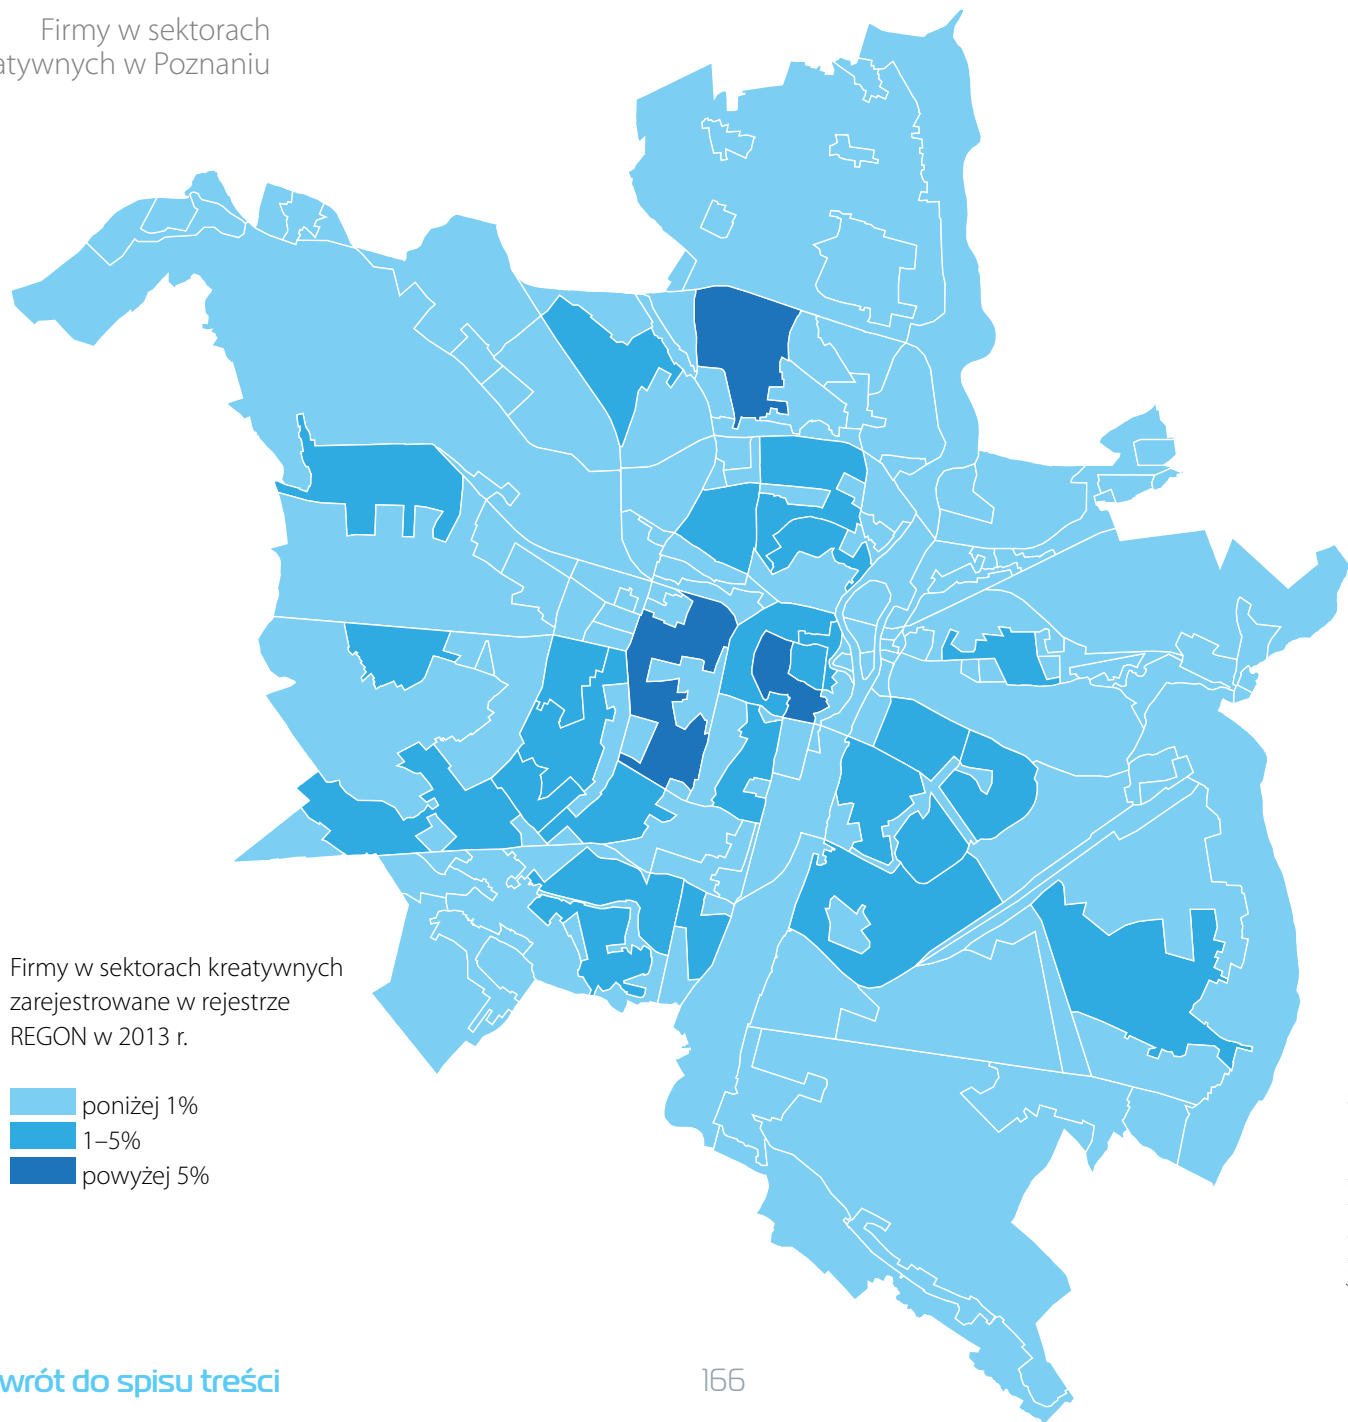 Firmy w sektorach
atywnych w Poznaniu
Firmy w sektorach kreatywnych
zarejestrowane w rejestrze
REGON w 2013 r.
poniżej 1%
1–5%
powyżej 5%
wrót do spisu treści
166